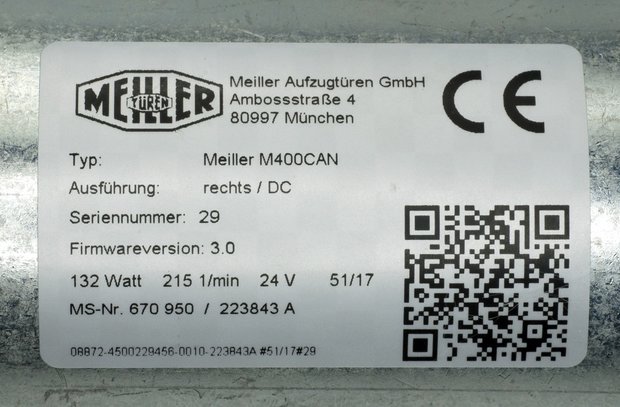 MEILLER
TÜREN
Meiller Aufzugtüren GmbH
Ambossstraße 4
80997 München
CE
Typ: Meiller M400CAN
Ausführung: rechts / DC
Seriennummer: 29
Firmwareversion: 3.0
132 Watt 215 1/min 24 V 51/17
MS-Nr. 670 950 / 223843 A
08872-4500229456-0010-223843A #51/17#29